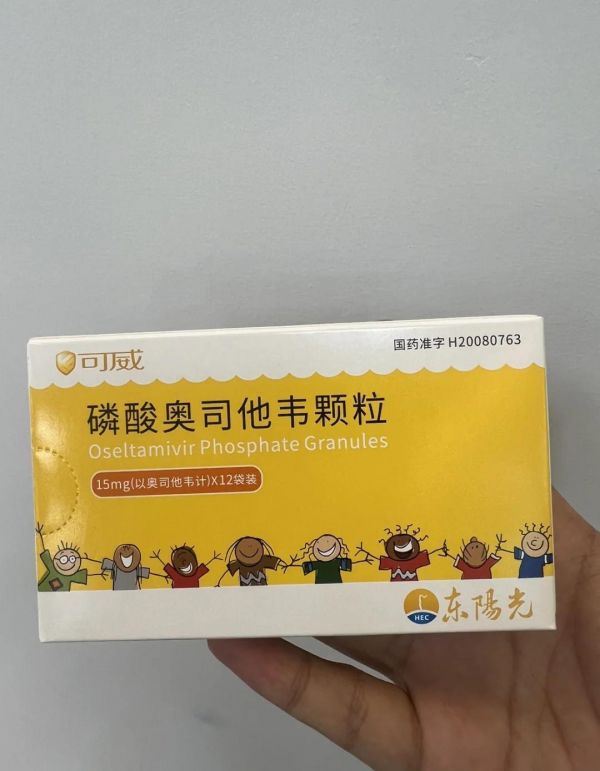 可威
国药准字 H20080763
磷酸奥司他韦颗粒
Oseltamivir Phosphate Granules
15mg(以奥司他韦计)X12袋装
HEC
东陽光